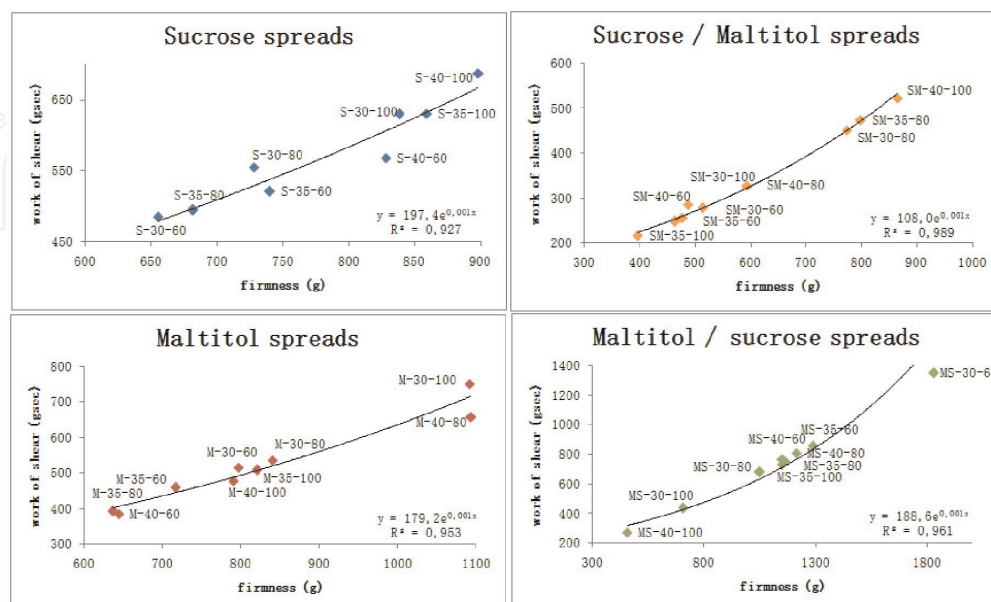 Sucrose spreads
work of shear (gsec)
650
550
450
S-40-100
S-30-100
S-35-100
S-30-80
S-40-60
S-35-80
S-35-60
S-30-60
y = 197,4e^0,001x
R² = 0,927
600 650 700 750 800 850 900
firmness (g)
Sucrose / Maltitol spreads
work of shear (gsec)
600
500
400
300
200
SM-40-100
SM-35-80
SM-30-80
SM-30-100
SM-40-80
SM-40-60
SM-30-60
SM-35-60
SM-35-100
y = 108,0e^0,001x
R² = 0,989
300 400 500 600 700 800 900 1000
firmness (g)
Maltitol spreads
work of shear (gsec)
800
700
600
500
400
300
M-30-100
M-40-80
M-30-60
M-30-80
M-35-60
M-35-100
M-35-80
M-40-100
M-40-60
y = 179,2e^0,001x
R² = 0,953
600 700 800 900 1000 1100
firmness (g)
Maltitol / sucrose spreads
work of shear (gsec)
1400
1200
1000
800
600
400
200
MS-30-6
MS-35-60
MS-40-60
MS-40-80
MS-30-80
MS-35-80
MS-35-100
MS-30-100
MS-40-100
y = 188,6e^0,001x
R² = 0,961
300 800 1300 1800
firmness (g)